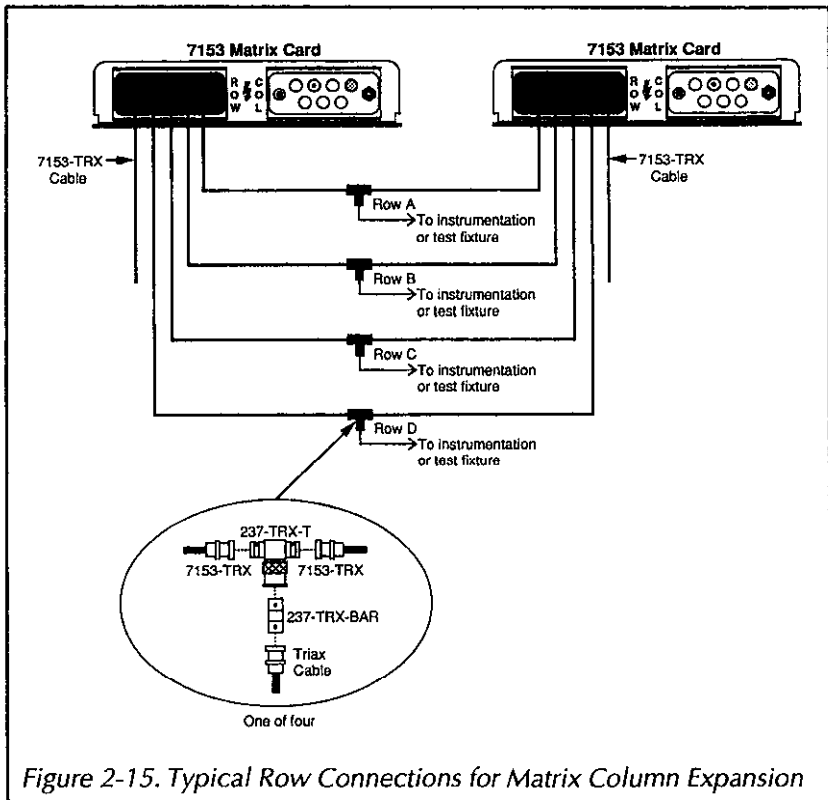 7153 Matrix Card
7153 Matrix Card
R C
W L
R C
W L
7153-TRX
Cable
7153-TRX
Cable
Row A
To instrumentation
or test fixture
Row B
To instrumentation
or test fixture
Row C
To instrumentation
or test fixture
Row D
To instrumentation
or test fixture
237-TRX-T
7153-TRX 7153-TRX
237-TRX-BAR
Triax
Cable
One of four
Figure 2-15. Typical Row Connections for Matrix Column Expansion